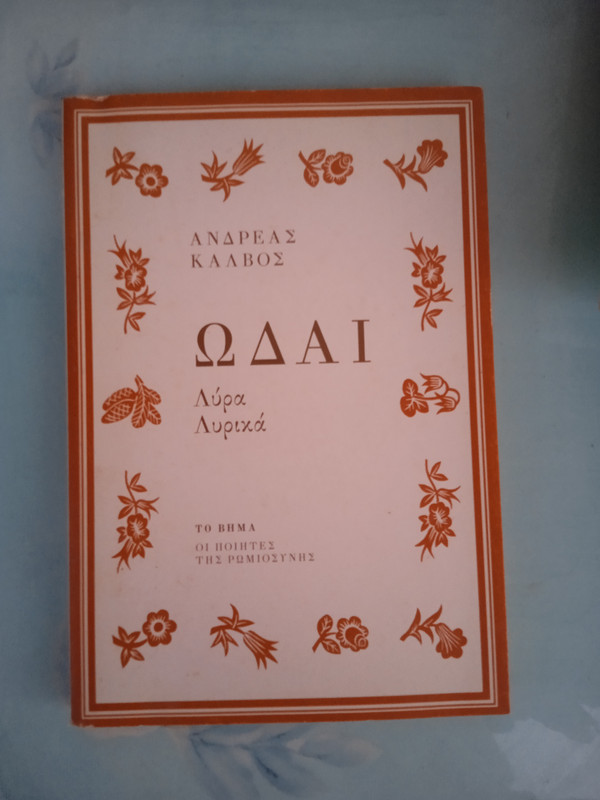 ΑΝΔΡΕΑΣ
ΚΑΛΒΟΣ
ΩΔΑΙ
Λύρα
Λυρικά
ΤΟ ΒΗΜΑ
ΟΙ ΠΟΙΗΤΕΣ
ΤΗΣ ΡΩΜΙΟΣΥΝΗΣ